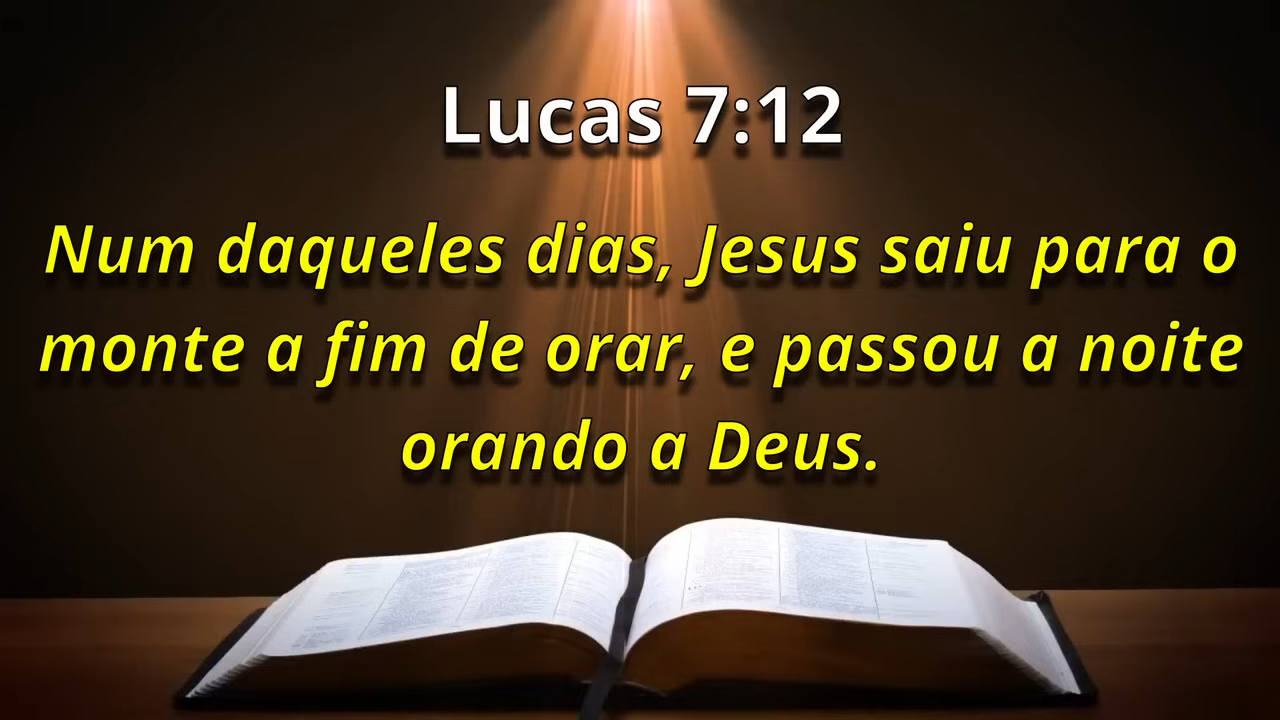 Lucas 7:12
Num daqueles dias, Jesus saiu para o
monte a fim de orar, e passou a noite
orando a Deus.